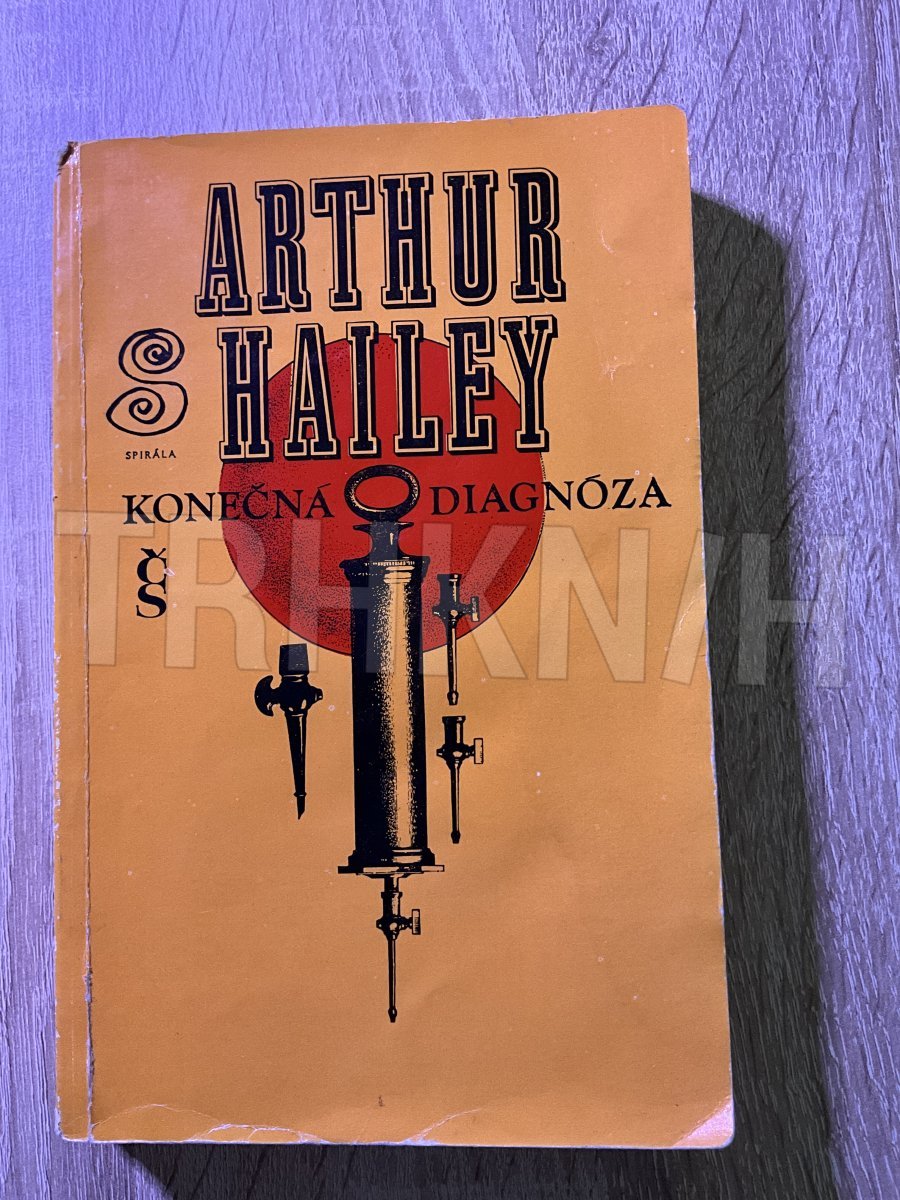 ARTHUR
HAILEY
S
SPIRÁLA
KONEČNÁ DIAGNÓZA
ČS
TRHKNIH